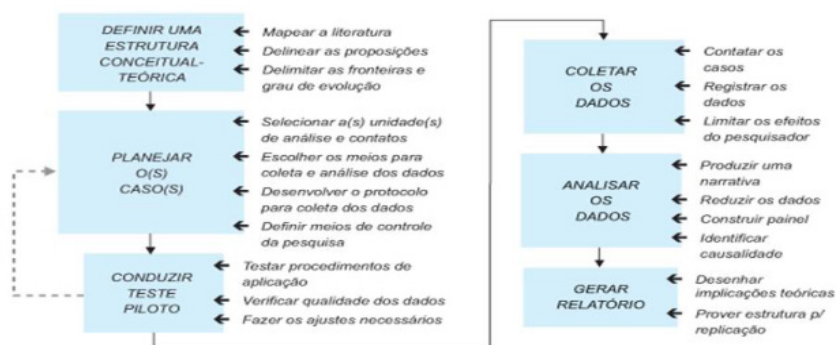 DEFINIR UMA
ESTRUTURA
CONCEITUAL-
TEÓRICA
Mapear a literatura
Delinear as proposições
Delimitar as fronteiras e
grau de evolução
PLANEJAR
O(S)
CASO(S)
Selecionar a(s) unidade(s)
de análise e contatos
Escolher os meios para
coleta e análise dos dados
Desenvolver o protocolo
para coleta dos dados
Definir meios de controle
da pesquisa
CONDUZIR
TESTE
PILOTO
Testar procedimentos de
aplicação
Verificar qualidade dos dados
Fazer os ajustes necessários
COLETAR
OS
DADOS
Contatar os
casos
Registrar os
dados
Limitar os efeitos
do pesquisador
ANALISAR
OS
DADOS
Produzir uma
narrativa
Reduzir os dados
Construir painel
Identificar
causalidade
GERAR
RELATÓRIO
Desenhar
implicações teóricas
Prover estrutura p/
replicação